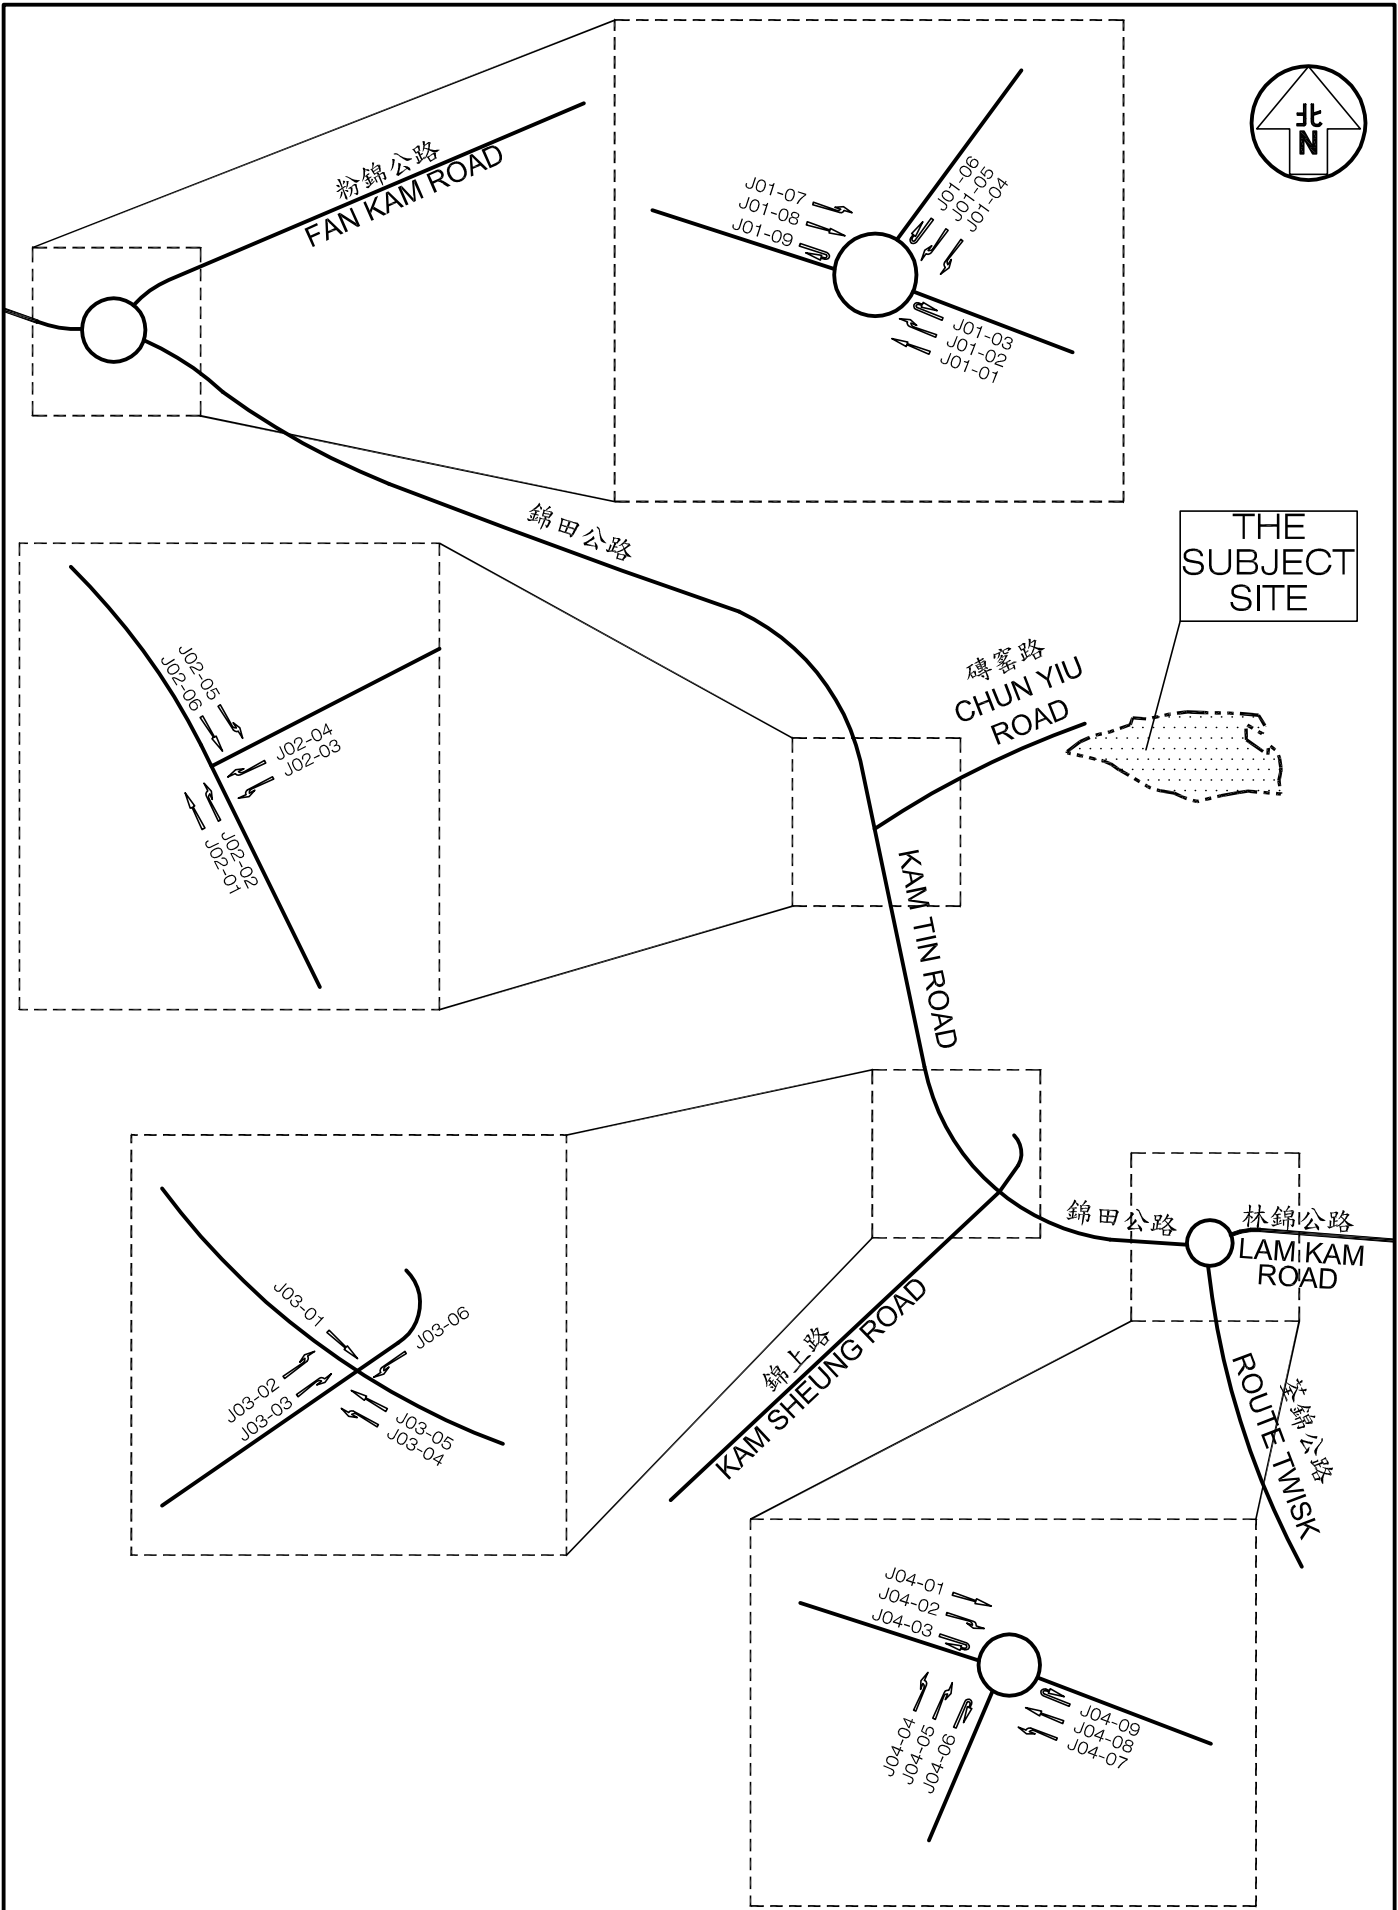 北
N
粉錦公路
FAN KAM ROAD
J01-07
J01-08
J01-09
J01-06
J01-05
J01-04
J01-03
J01-02
J01-01
錦田公路
THE
SUBJECT
SITE
磚窰路
CHUN YIU
ROAD
J02-05
J02-06
J02-04
J02-03
J02-02
J02-01
KAM TIN ROAD
錦田公路
林錦公路
LAM KAM
ROAD
J03-01
J03-06
J03-02
J03-03
J03-05
J03-04
錦上路
KAM SHEUNG ROAD
荃錦公路
ROUTE TWISK
J04-01
J04-02
J04-03
J04-04
J04-05
J04-06
J04-09
J04-08
J04-07